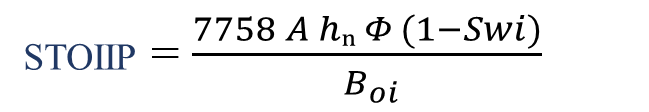 STOIIP = 7758 A hₙ Φ (1−Swi) / Bₒᵢ